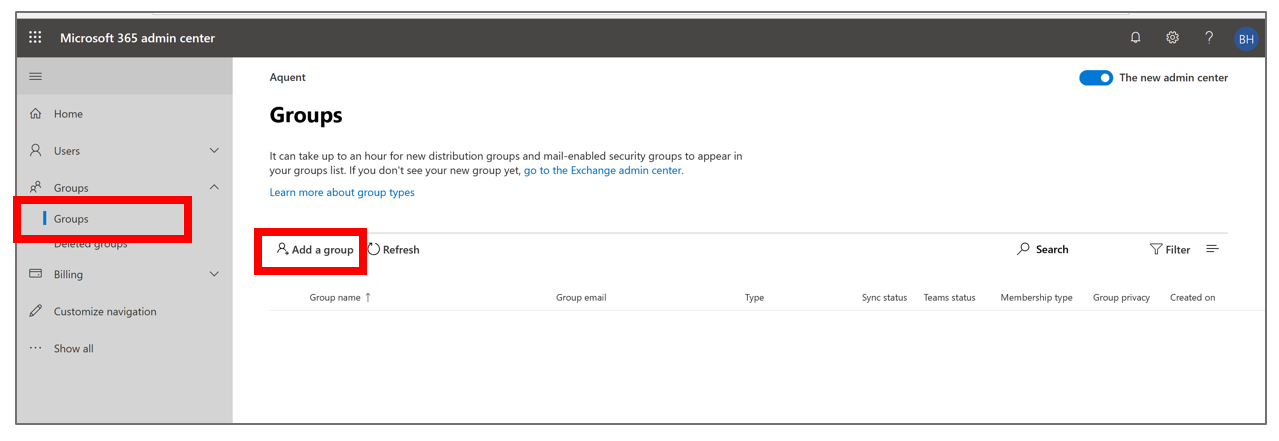 Microsoft 365 admin center
BH
Aquent
The new admin center
Home
Users
Groups
Groups
Deleted groups
Billing
Customize navigation
Show all
Groups
It can take up to an hour for new distribution groups and mail-enabled security groups to appear in
your groups list. If you don't see your new group yet, go to the Exchange admin center.
Learn more about group types
Add a group Refresh Search Filter
Group name ↑ Group email Type Sync status Teams status Membership type Group privacy Created on